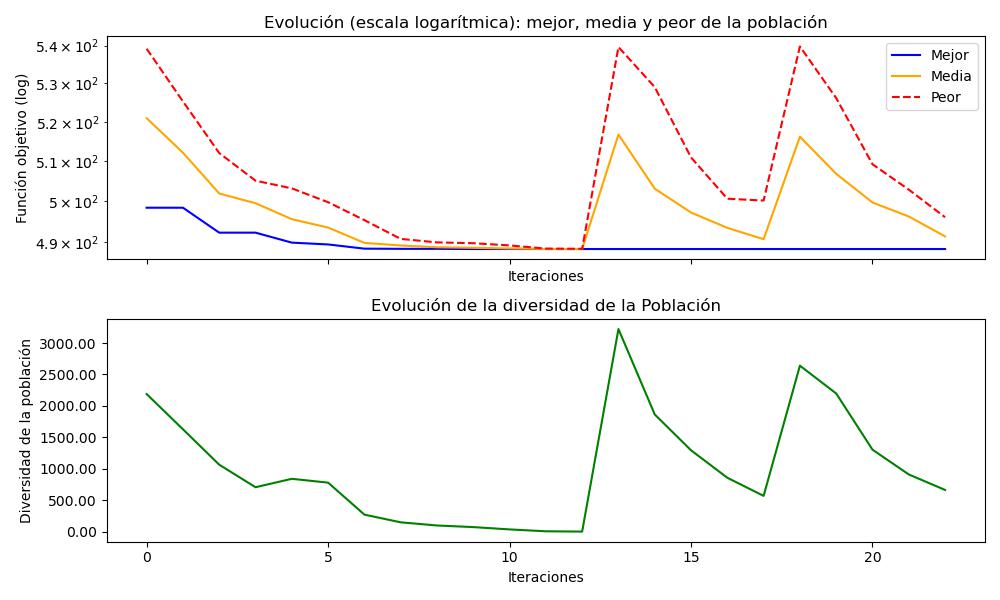 Evolución (escala logarítmica): mejor, media y peor de la población
Función objetivo (log)
5.4 × 10²
5.3 × 10²
5.2 × 10²
5.1 × 10²
5 × 10²
4.9 × 10²
Mejor
Media
Peor
Iteraciones
Evolución de la diversidad de la Población
Diversidad de la población
3000.00
2500.00
2000.00
1500.00
1000.00
500.00
0.00
0 5 10 15 20
Iteraciones